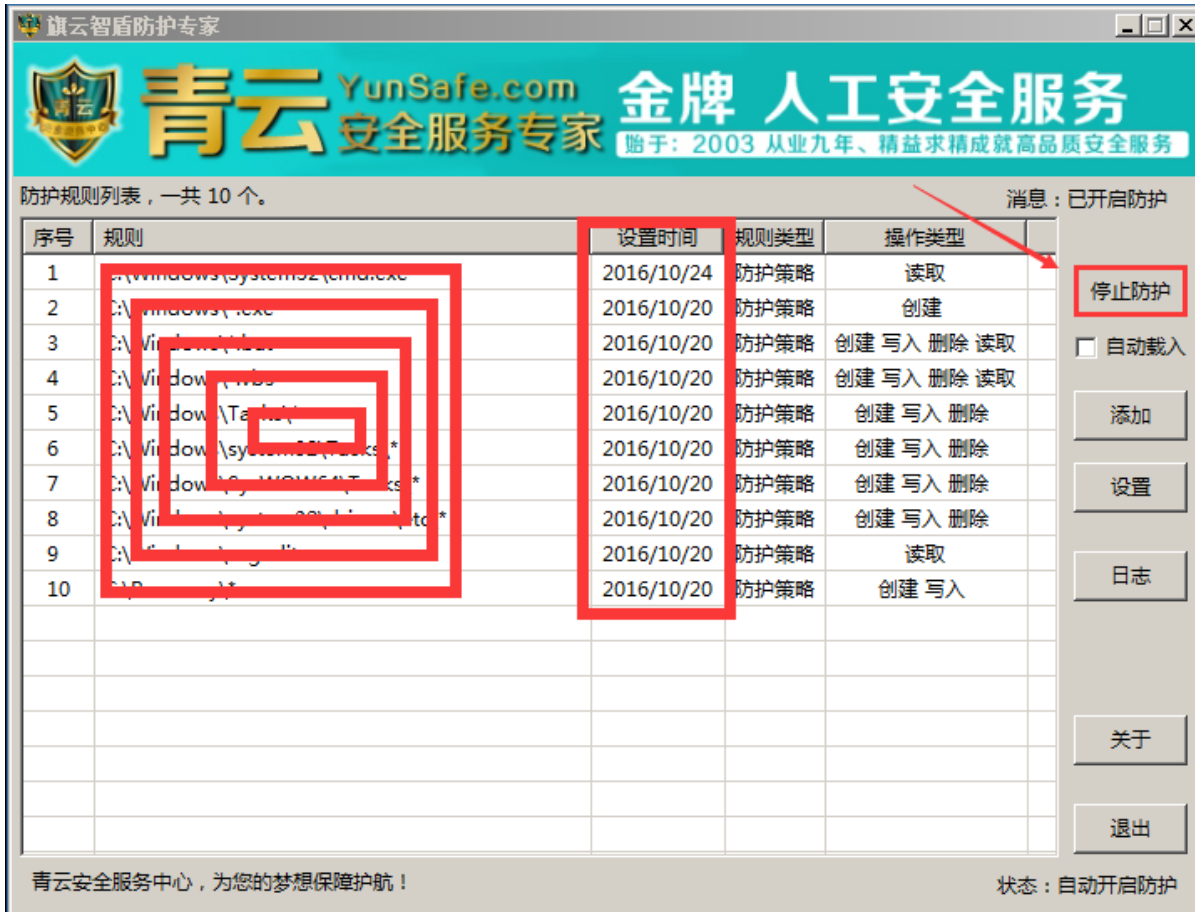 旗云智盾防护专家
青云 YunSafe.com 安全服务专家
金牌 人工安全服务
始于：2003 从业九年、精益求精成就高品质安全服务
防护规则列表，一共 10 个。 消息：已开启防护
序号 规则 设置时间 规则类型 操作类型
1 2016/10/24 防护策略 读取
2 2016/10/20 防护策略 创建
3 2016/10/20 防护策略 创建 写入 删除 读取
4 2016/10/20 防护策略 创建 写入 删除 读取
5 2016/10/20 防护策略 创建 写入 删除
6 2016/10/20 防护策略 创建 写入 删除
7 2016/10/20 防护策略 创建 写入 删除
8 2016/10/20 防护策略 创建 写入 删除
9 2016/10/20 防护策略 读取
10 2016/10/20 防护策略 创建 写入
停止防护
自动载入
添加
设置
日志
关于
退出
青云安全服务中心，为您的梦想保障护航！ 状态：自动开启防护